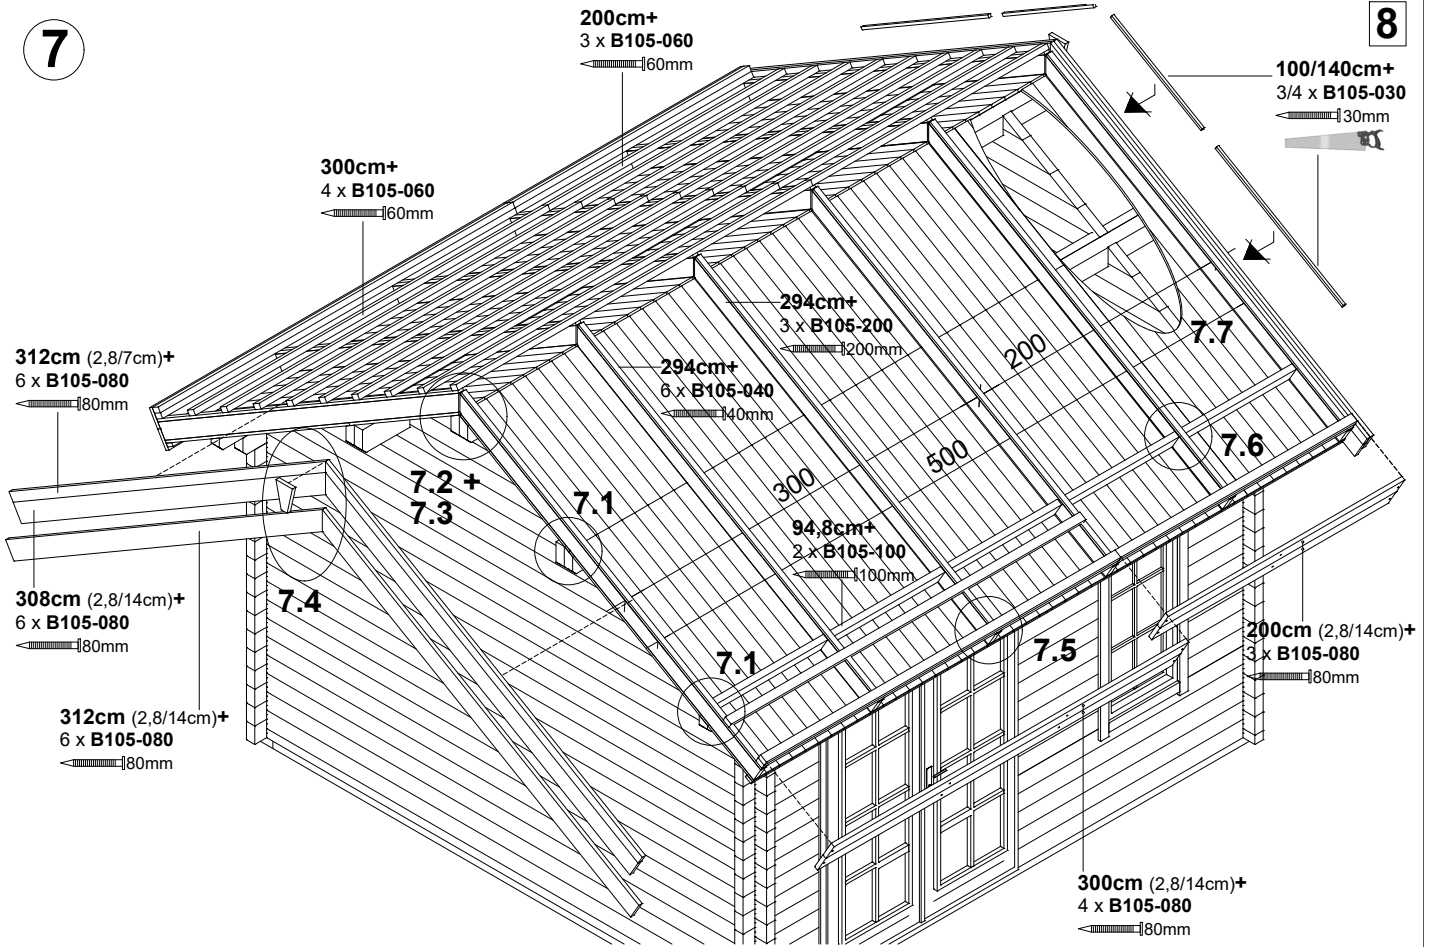 7
8
200cm+
3 x B105-060
60mm
100/140cm+
3/4 x B105-030
30mm
300cm+
4 x B105-060
60mm
294cm+
3 x B105-200
200mm
200
7.7
312cm (2,8/7cm)+
6 x B105-080
80mm
294cm+
6 x B105-040
40mm
7.2 +
7.3
7.1
300
500
7.6
94,8cm+
2 x B105-100
100mm
308cm (2,8/14cm)+
6 x B105-080
80mm
7.4
7.1
7.5
200cm (2,8/14cm)+
3 x B105-080
80mm
312cm (2,8/14cm)+
6 x B105-080
80mm
300cm (2,8/14cm)+
4 x B105-080
80mm